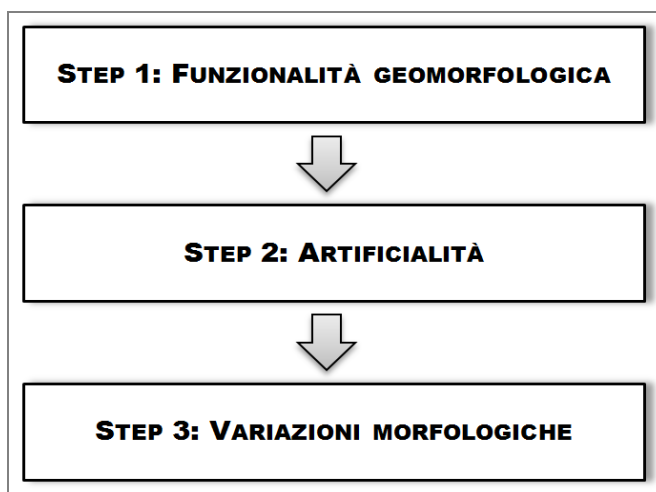 STEP 1: FUNZIONALITÀ GEOMORFOLOGICA
STEP 2: ARTIFICIALITÀ
STEP 3: VARIAZIONI MORFOLOGICHE